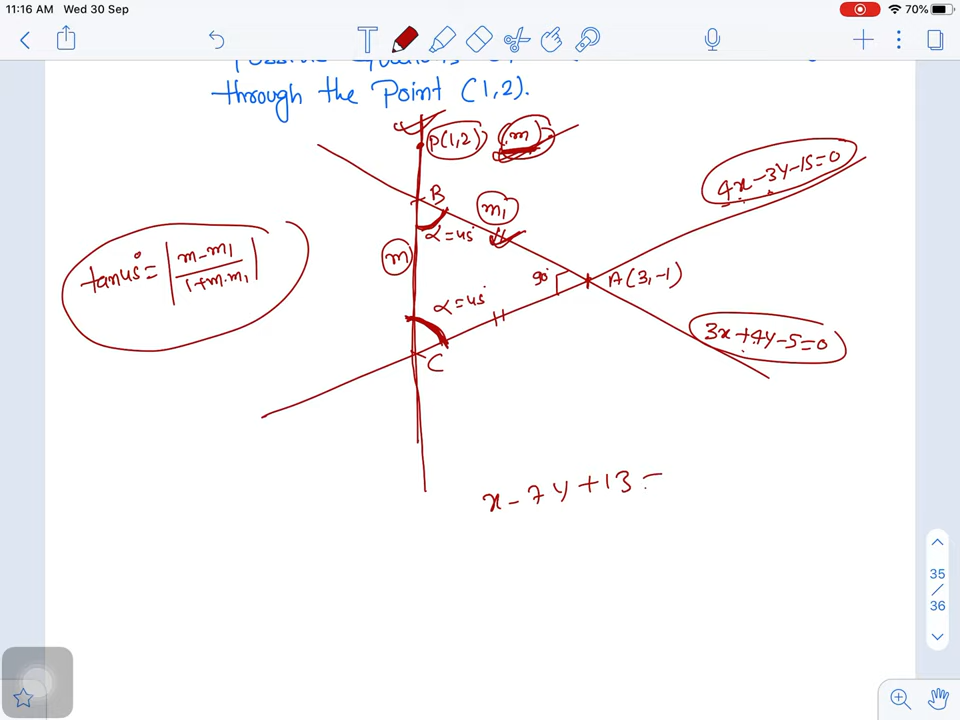 11:16 AM Wed 30 Sep
70%
T
through the Point (1,2).
P(1,2) m
4x-3y-15=0
B
m1
α=45°
tan45°=|m-m1/1+m.m1|
m
90°
A(3,-1)
α=45°
3x+4y-5=0
C
x-7y+13=
35
/
36